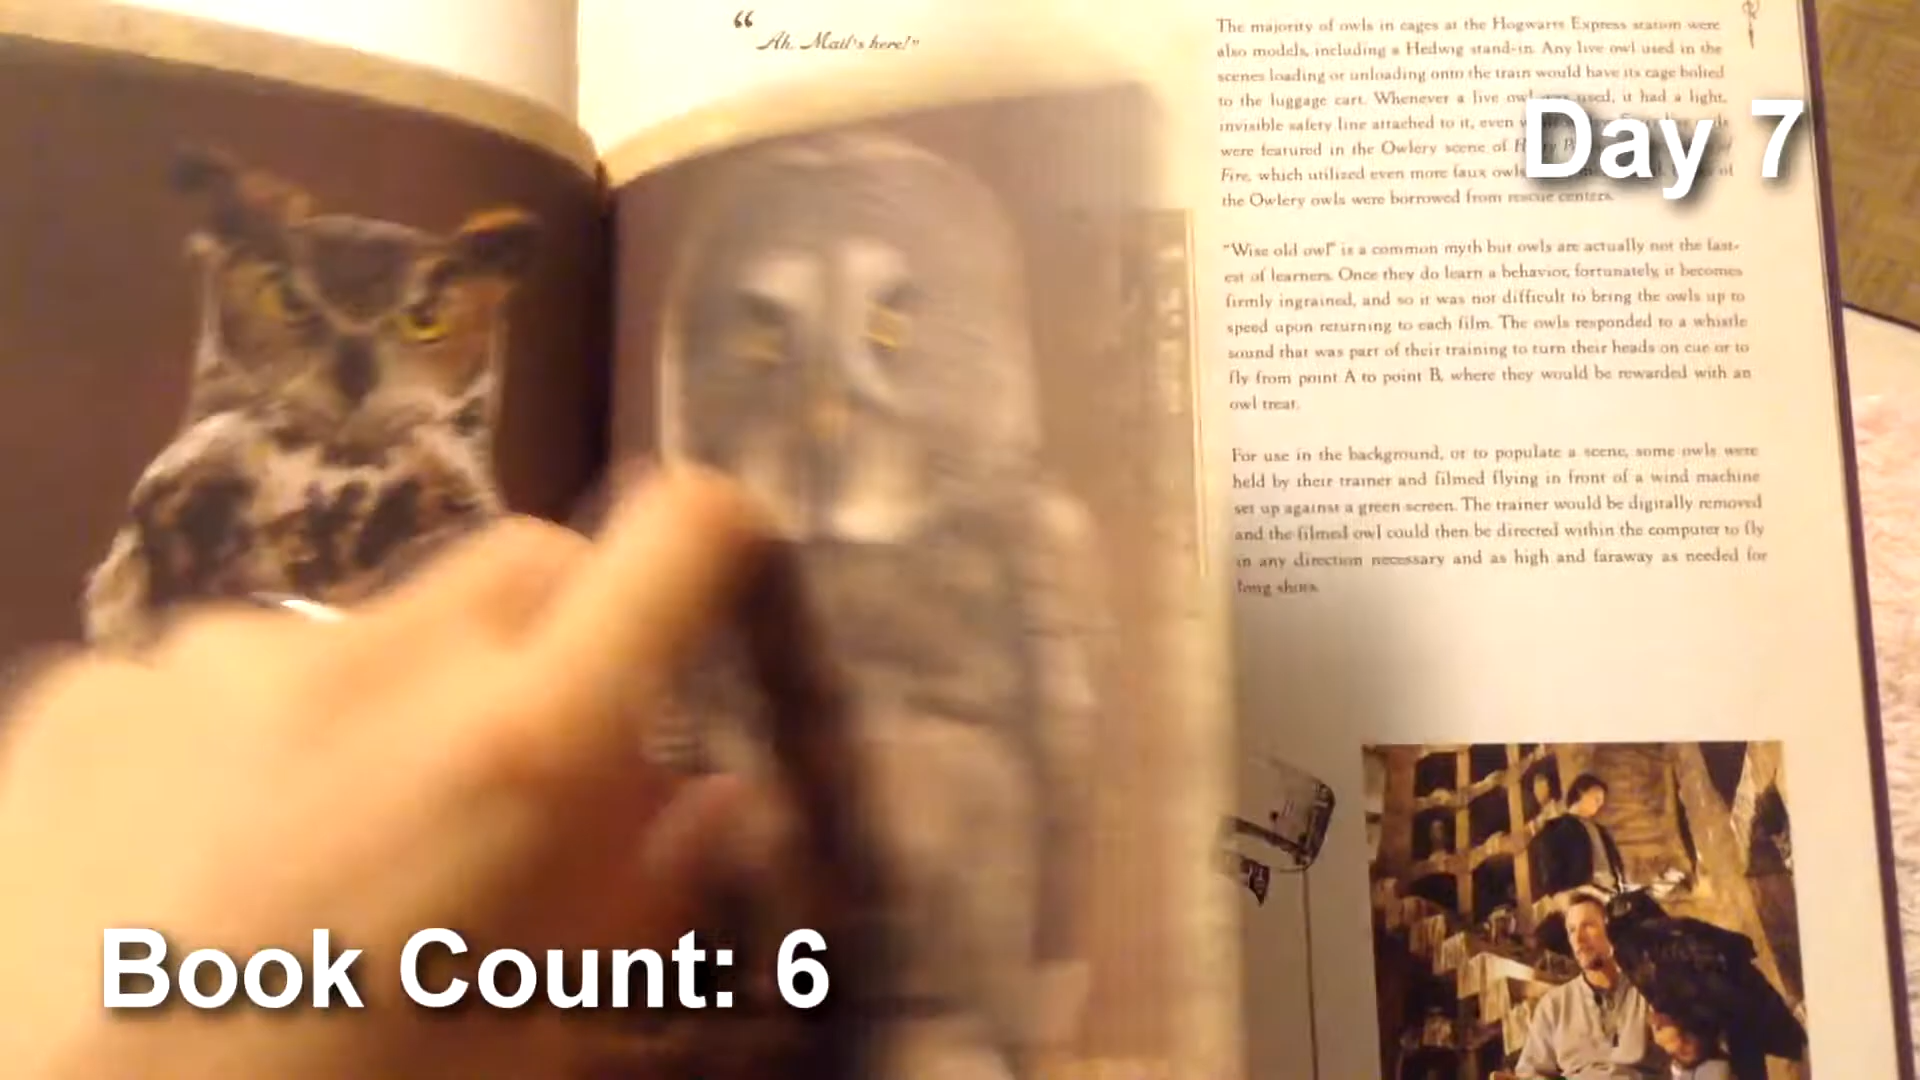 “ Ah, Mail's here!”
The majority of owls in cages at the Hogwarts Express station were
also models, including a Hedwig stand-in. Any live owl used in the
scenes loading or unloading onto the train would have its cage bolted
to the luggage cart. Whenever a live owl was used, it had a light,
invisible safety line attached to it, even
were featured in the Owlery scene of
Fire, which utilized even more faux owls of
the Owlery owls were borrowed from rescue centers.
“Wise old owl” is a common myth but owls are actually not the fast-
est of learners. Once they do learn a behavior, fortunately, it becomes
firmly ingrained, and so it was not difficult to bring the owls up to
speed upon returning to each film. The owls responded to a whistle
sound that was part of their training to turn their heads on cue or to
fly from point A to point B, where they would be rewarded with an
owl treat.
For use in the background, or to populate a scene, some owls were
held by their trainer and filmed flying in front of a wind machine
set up against a green screen. The trainer would be digitally removed
and the filmed owl could then be directed within the computer to fly
in any direction necessary and as high and faraway as needed for
long shots.
Day 7
Book Count: 6